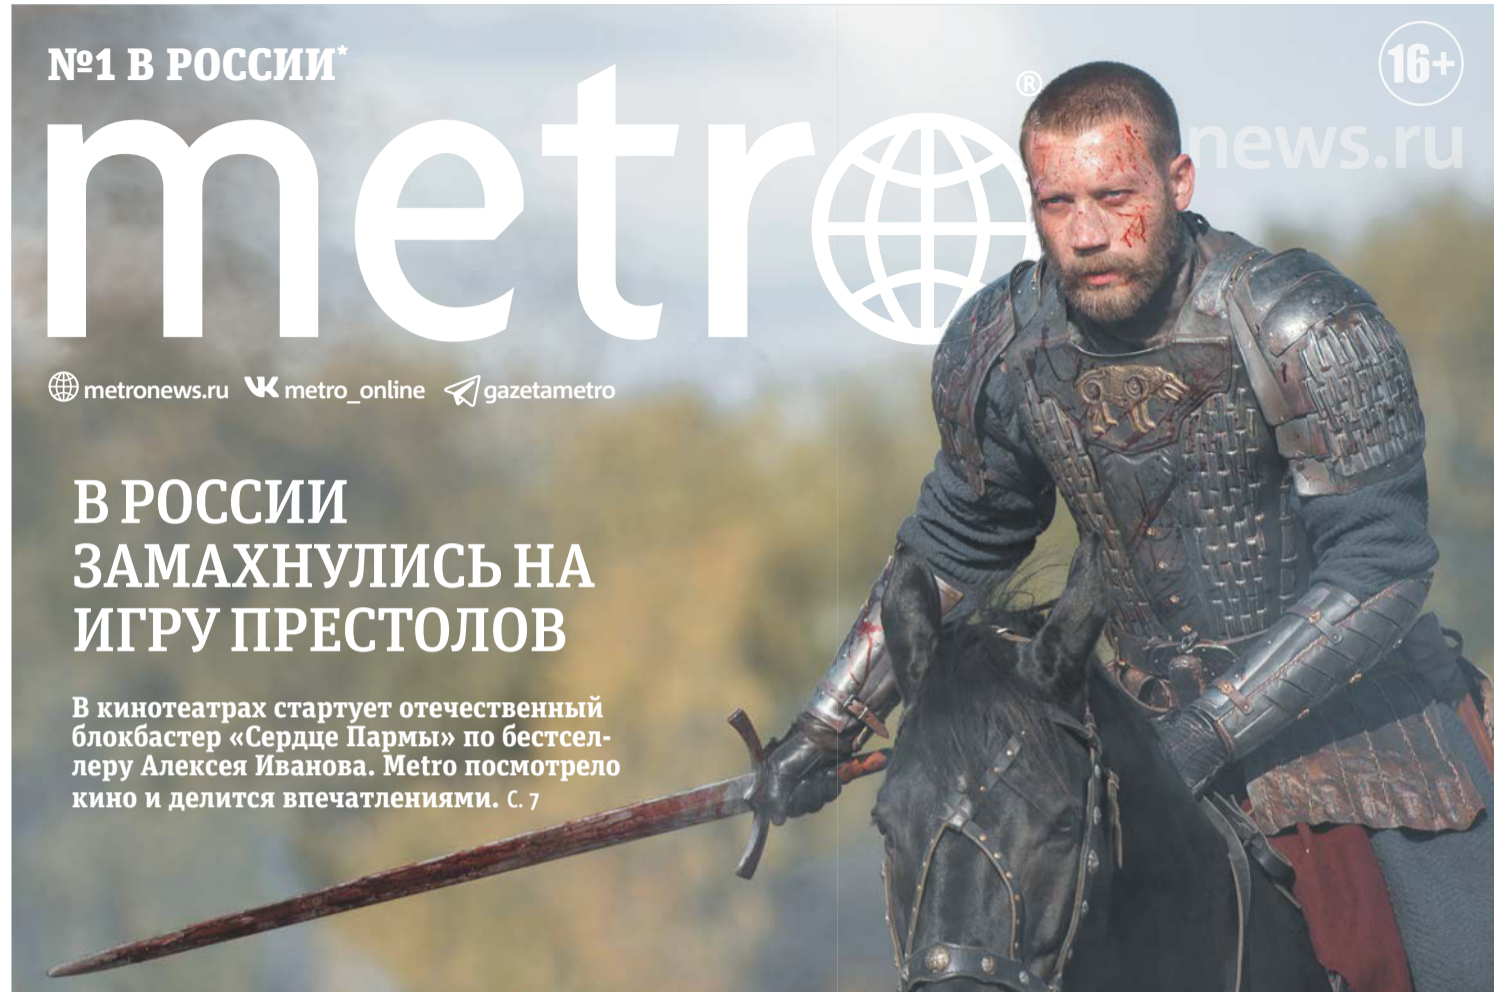 №1 В РОССИИ*
16+
metro®
news.ru
metronews.ru metro_online gazetametro
В РОССИИ
ЗАМАХНУЛИСЬ НА
ИГРУ ПРЕСТОЛОВ
В кинотеатрах стартует отечественный
блокбастер «Сердце Пармы» по бестсел-
леру Алексея Иванова. Metro посмотрело
кино и делится впечатлениями. С. 7